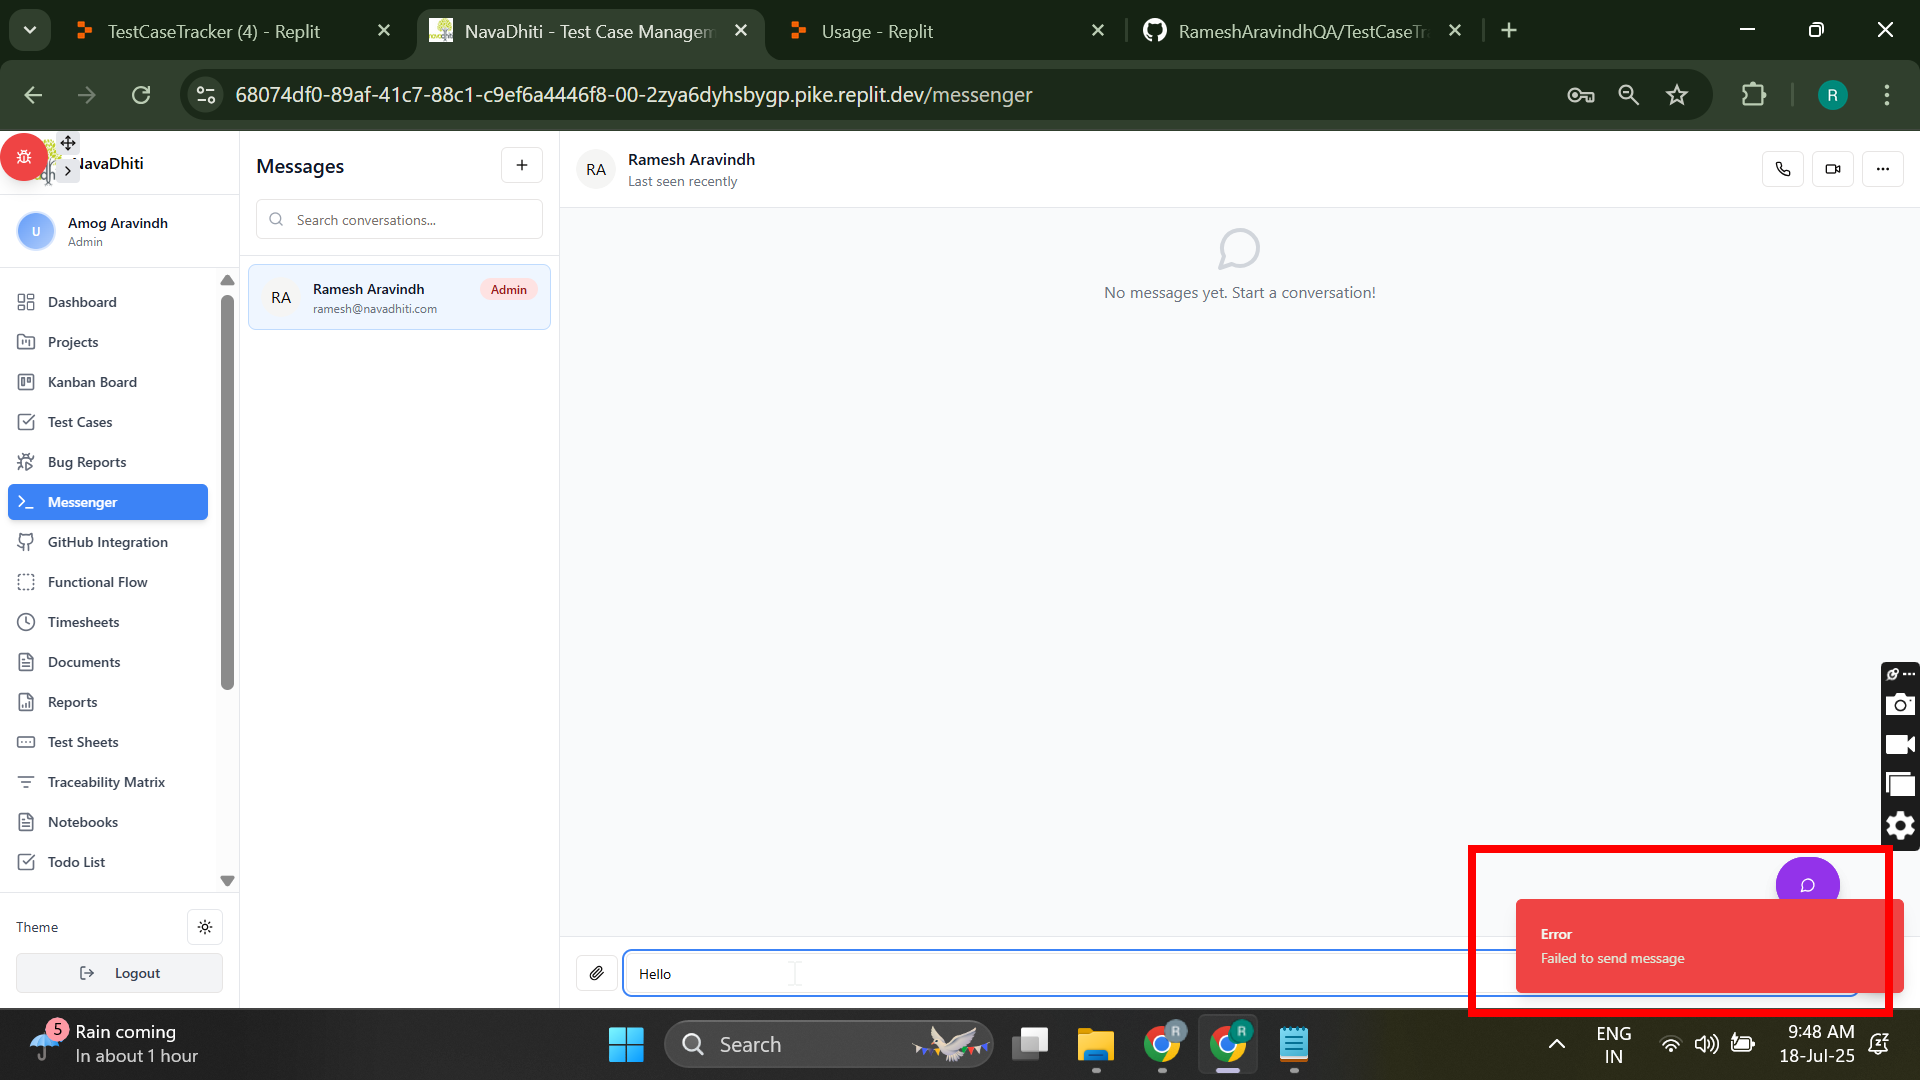 TestCaseTracker (4) - Replit
NavaDhiti - Test Case Managem
Usage - Replit
RameshAravindhQA/TestCaseTr
68074df0-89af-41c7-88c1-c9ef6a4446f8-00-2zya6dyhsbygp.pike.replit.dev/messenger
R
NavaDhiti
U
Amog Aravindh
Admin
Dashboard
Projects
Kanban Board
Test Cases
Bug Reports
Messenger
GitHub Integration
Functional Flow
Timesheets
Documents
Reports
Test Sheets
Traceability Matrix
Notebooks
Todo List
Theme
Logout
Messages
Search conversations...
RA
Ramesh Aravindh
Admin
ramesh@navadhiti.com
RA
Ramesh Aravindh
Last seen recently
No messages yet. Start a conversation!
Hello
Error
Failed to send message
5
Rain coming
In about 1 hour
Search
R
R
ENG
IN
9:48 AM
18-Jul-25